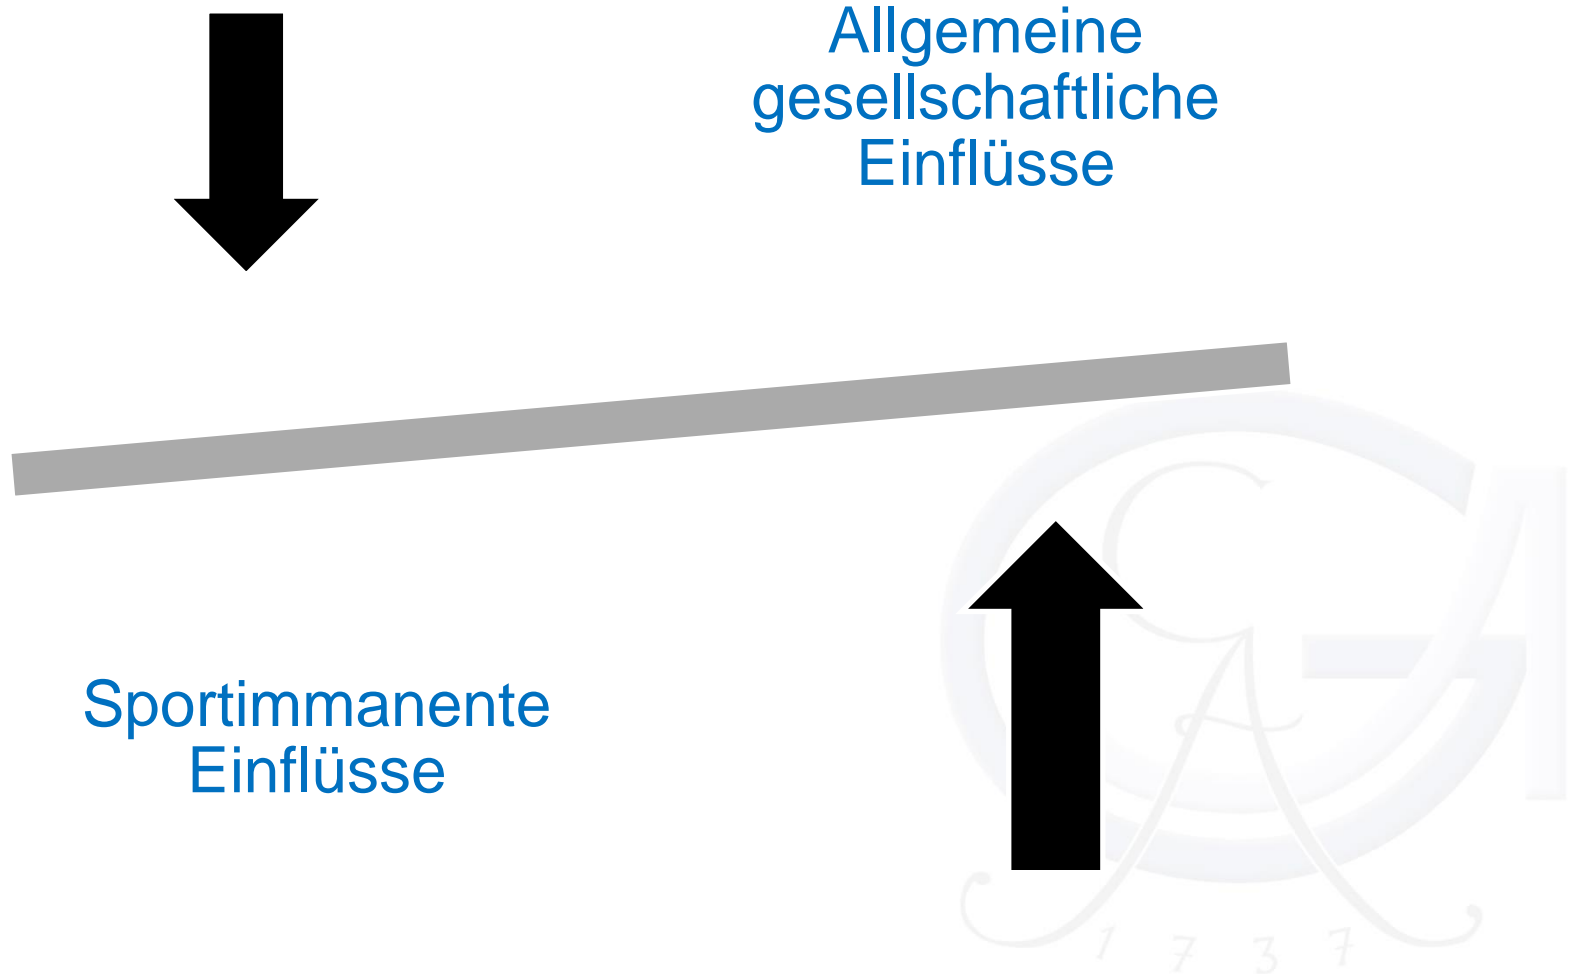 Allgemeine
gesellschaftliche
Einflüsse
Sportimmanente
Einflüsse
1 7 3 7